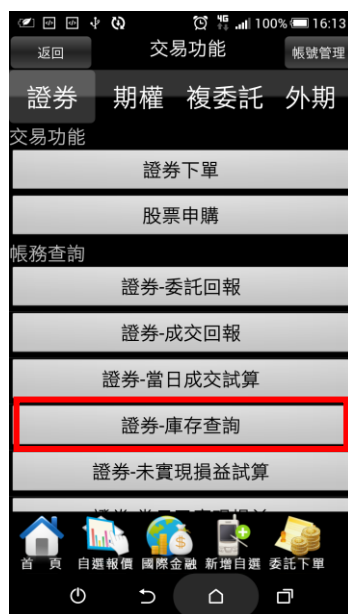 4G 100% 16:13
返回 交易功能 帳號管理
證券 期權 複委託 外期
交易功能
證券下單
股票申購
帳務查詢
證券-委託回報
證券-成交回報
證券-當日成交試算
證券-庫存查詢
證券-未實現損益試算
首 頁 自選報價 國際金融 新增自選 委託下單